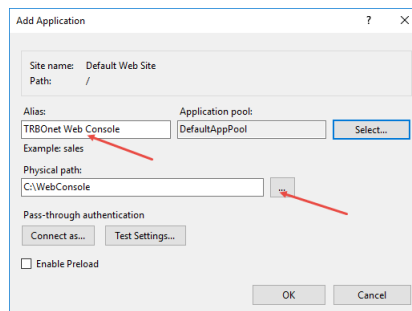 Add Application
?
Site name: Default Web Site
Path: /
Alias: Application pool:
TRBOnet Web Console DefaultAppPool Select...
Example: sales
Physical path:
C:\WebConsole ...
Pass-through authentication
Connect as... Test Settings...
Enable Preload
OK Cancel